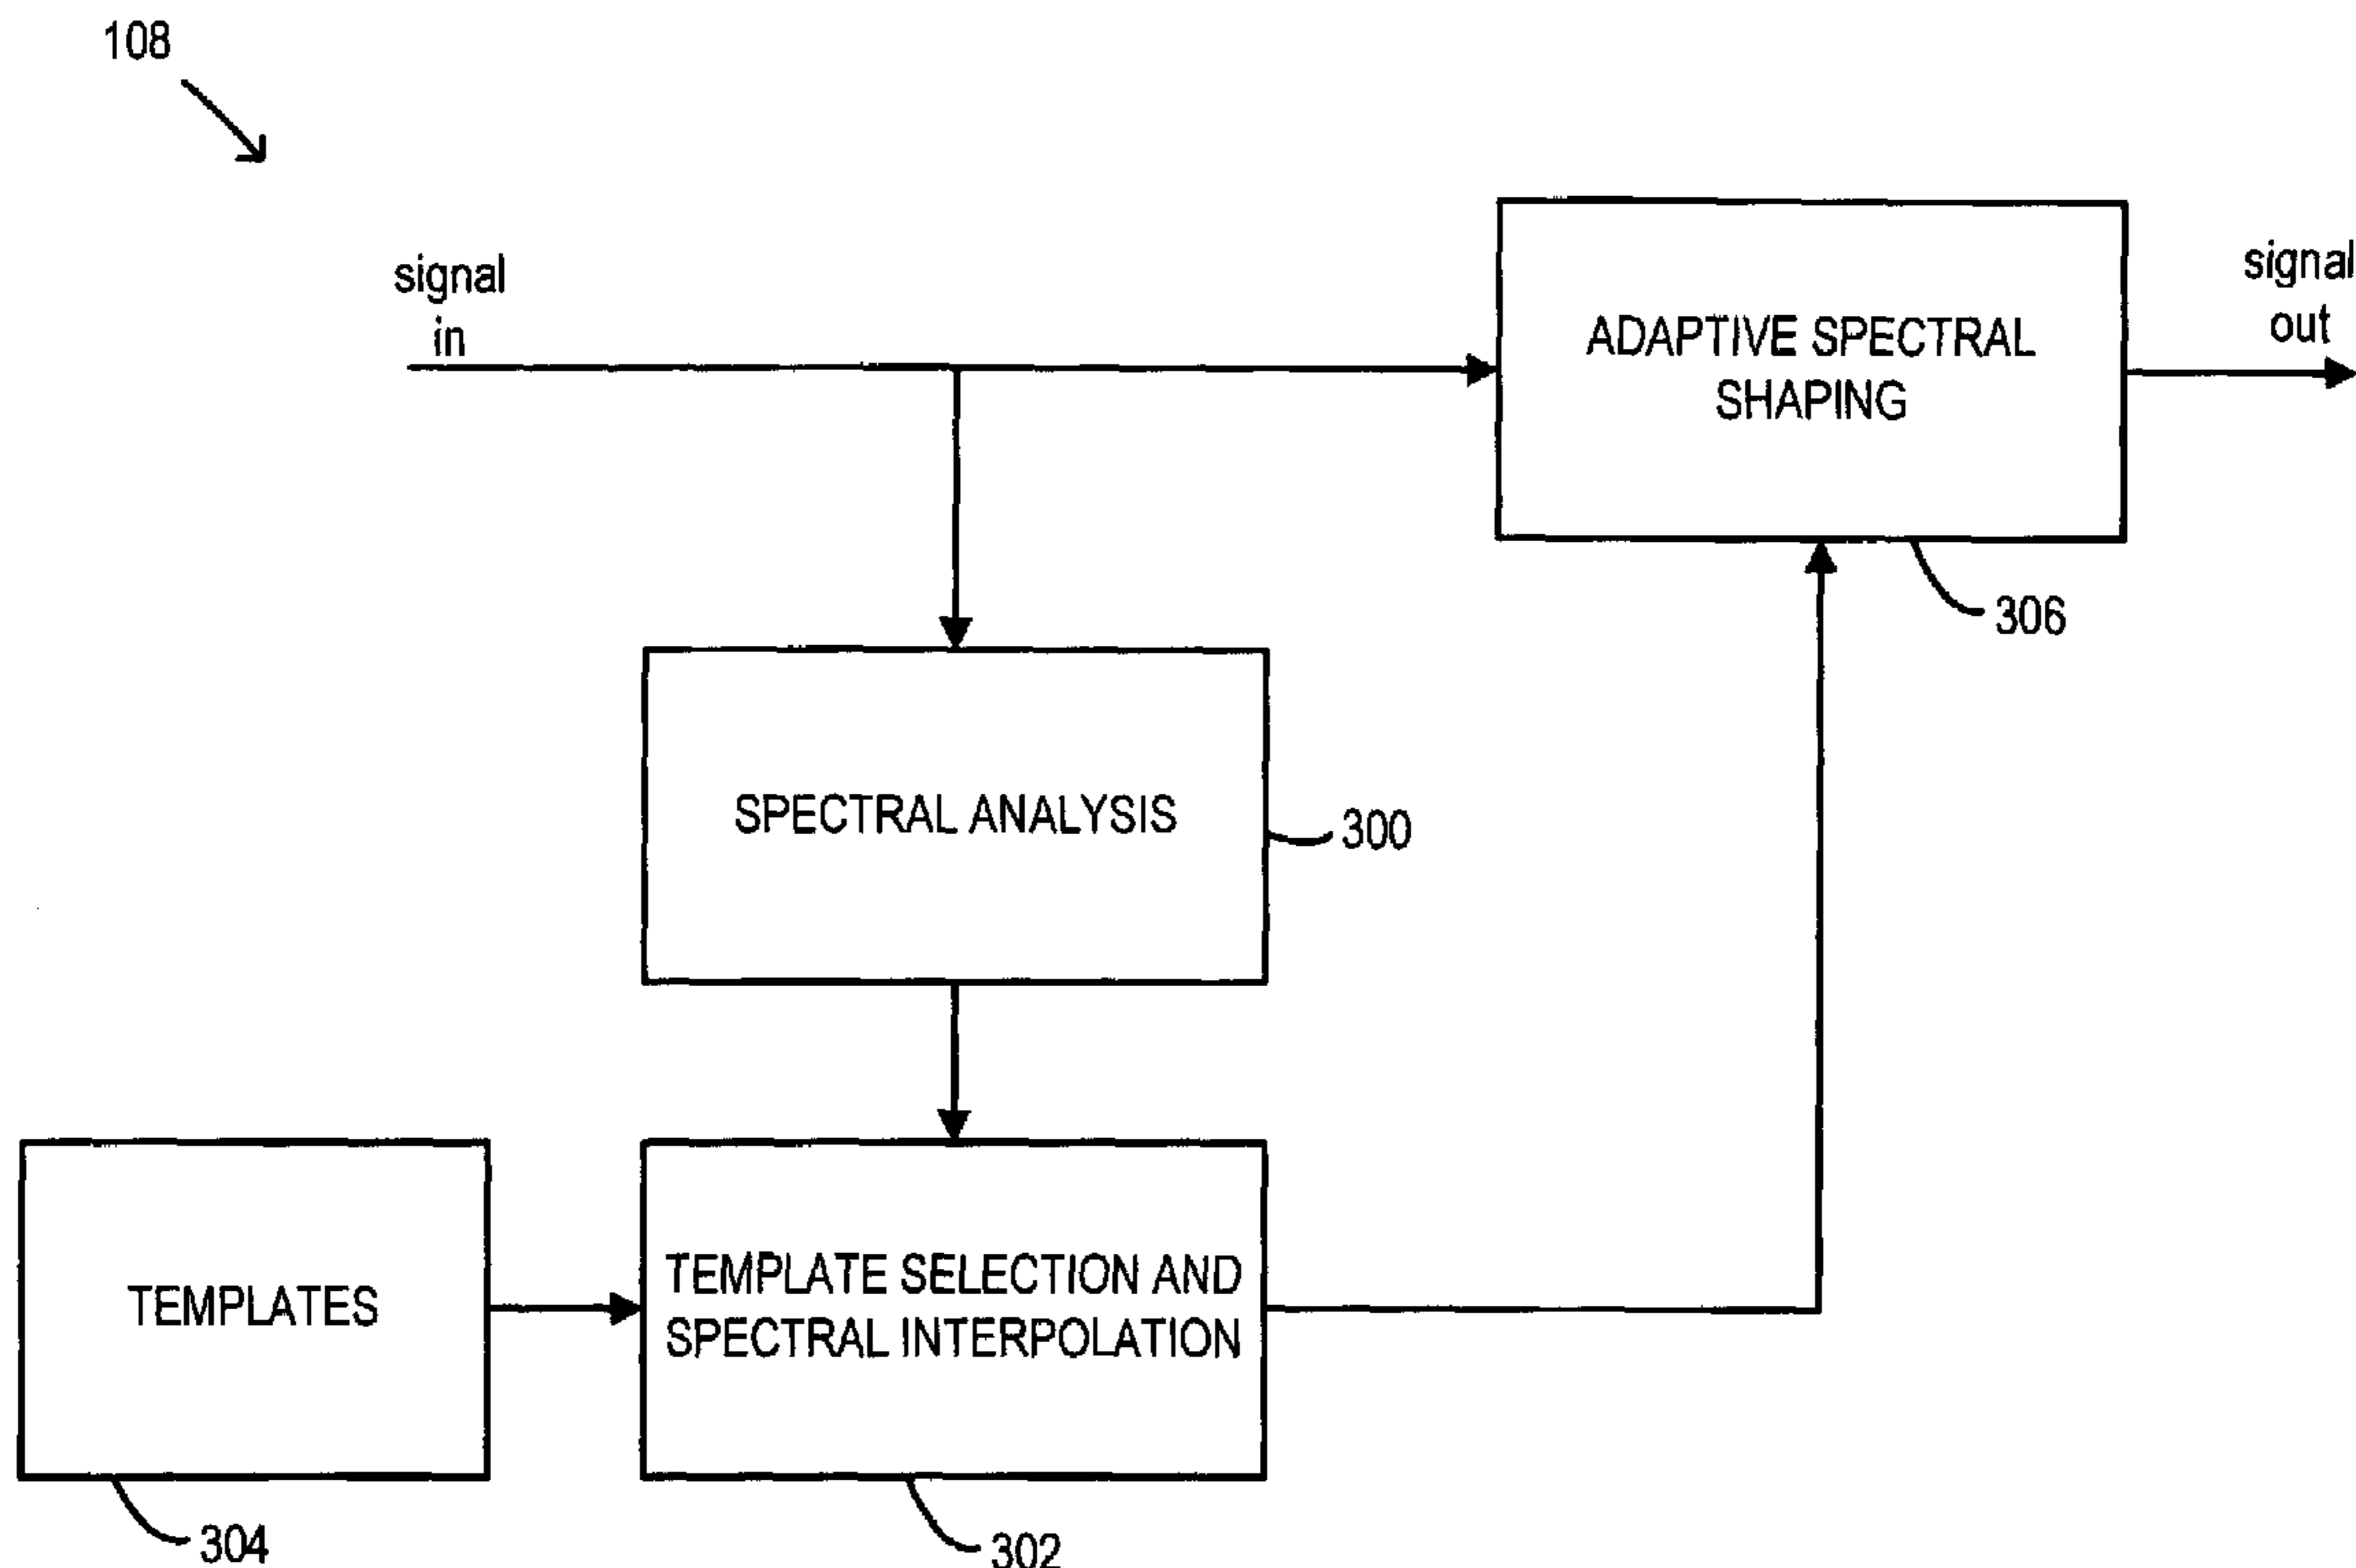 108
signal
in
signal
out
ADAPTIVE SPECTRAL
SHAPING
306
SPECTRAL ANALYSIS
300
TEMPLATES
TEMPLATE SELECTION AND
SPECTRAL INTERPOLATION
304
302